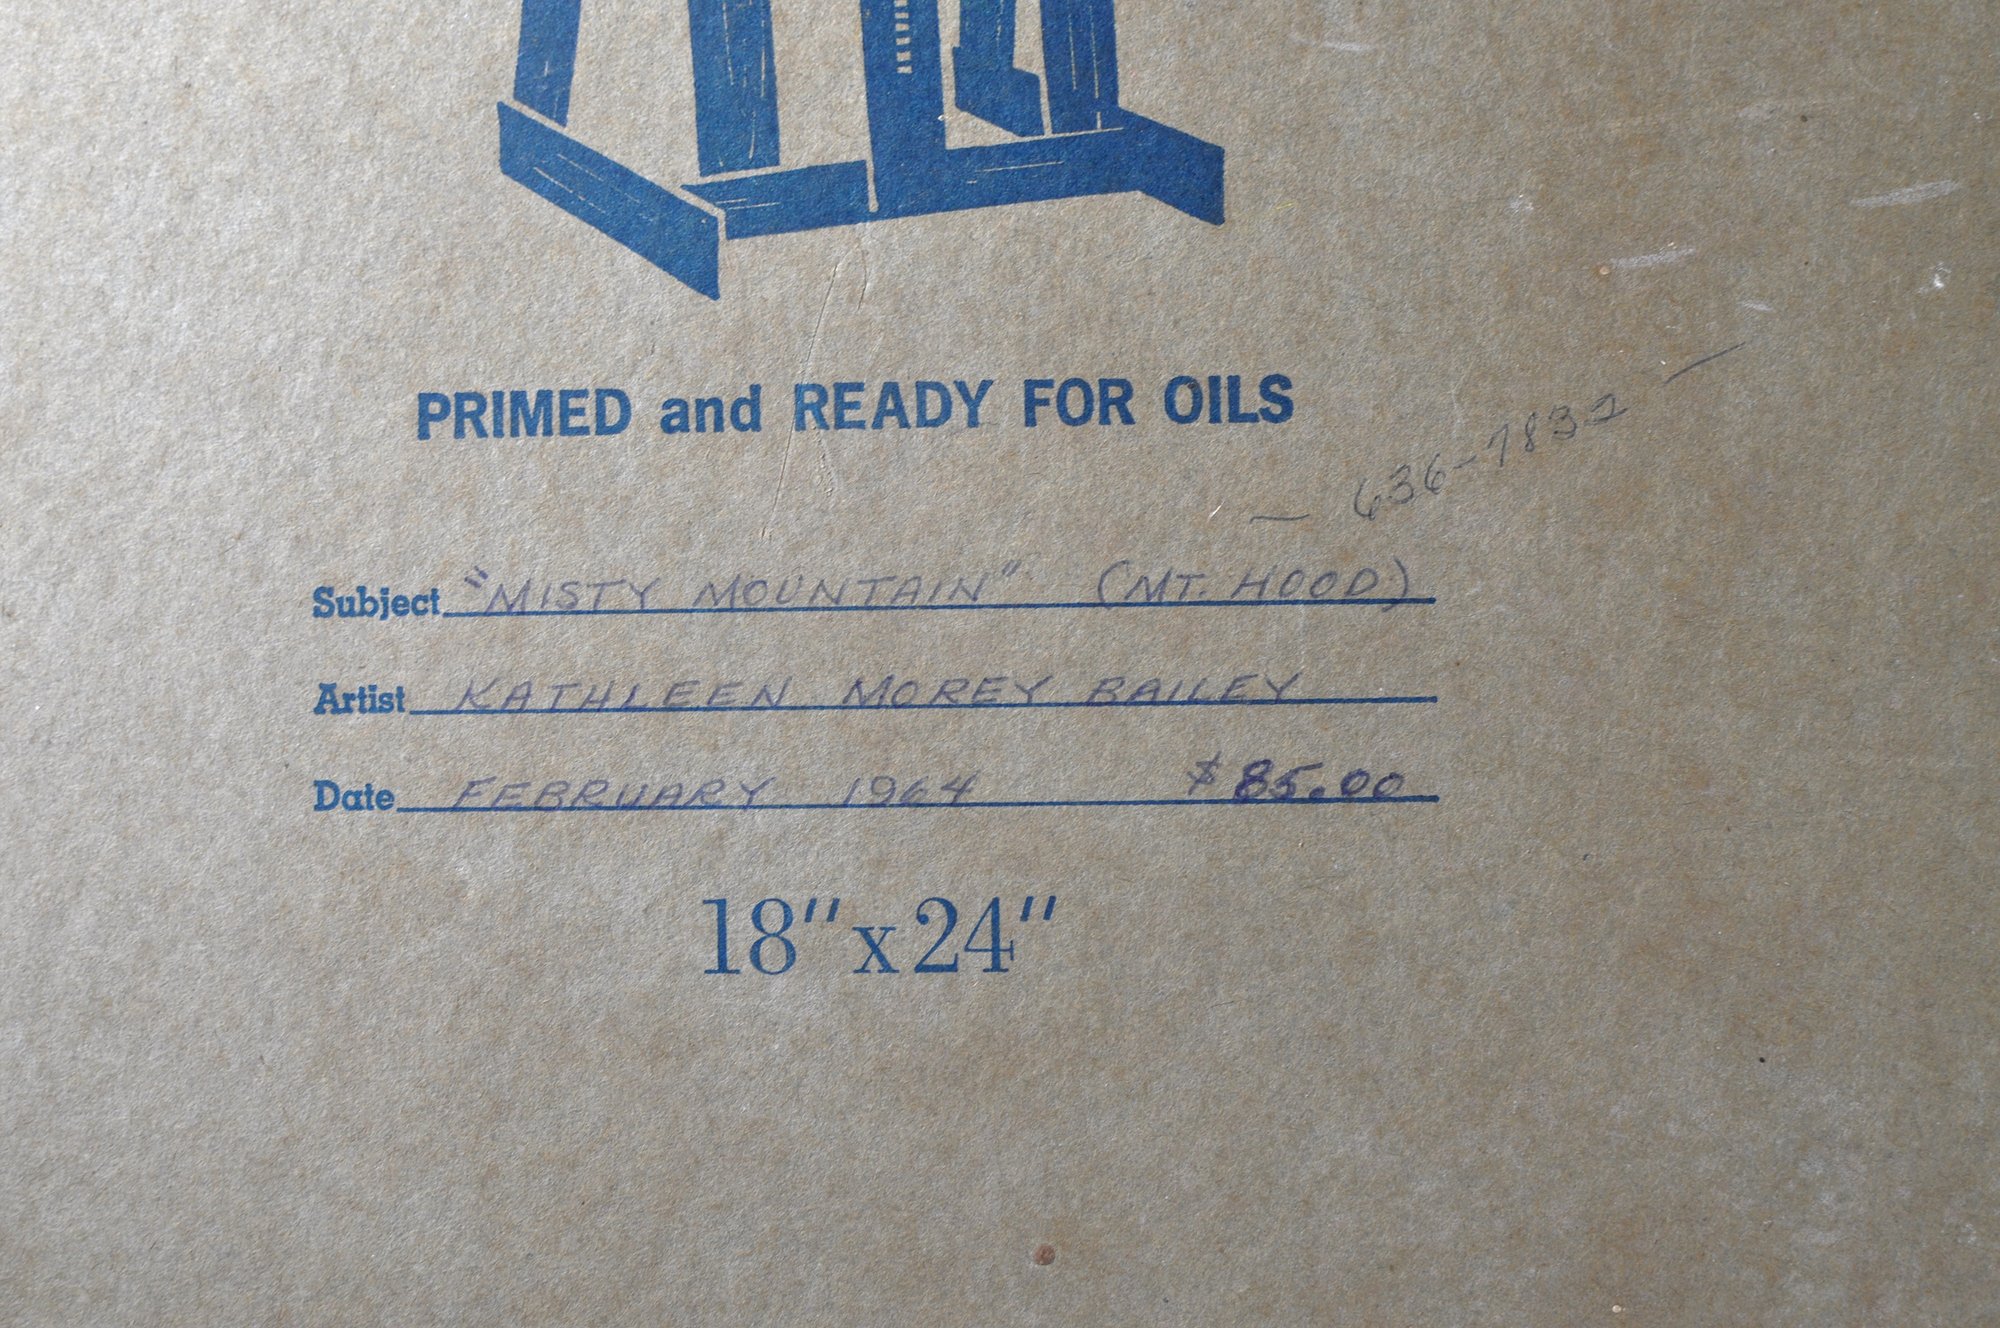 PRIMED and READY FOR OILS
— 636-7832 —
Subject "MISTY MOUNTAIN" (MT. HOOD)
Artist KATHLEEN MOREY BAILEY
Date FEBRUARY 1964 $85.00
18" x 24"